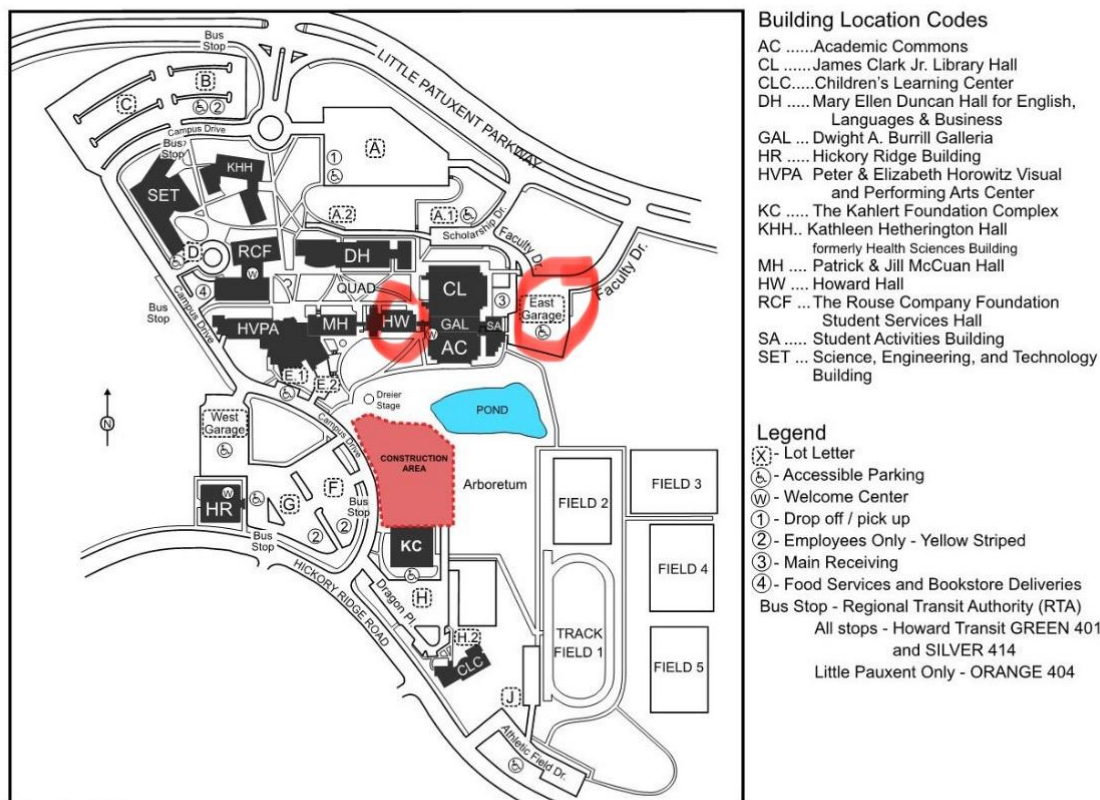 Building Location Codes
AC ......Academic Commons
CL ......James Clark Jr. Library Hall
CLC.....Children's Learning Center
DH .....Mary Ellen Duncan Hall for English,
Languages & Business
GAL ... Dwight A. Burrill Galleria
HR ..... Hickory Ridge Building
HVPA Peter & Elizabeth Horowitz Visual
and Performing Arts Center
KC ..... The Kahlert Foundation Complex
KHH.. Kathleen Hetherington Hall
formerly Health Sciences Building
MH .... Patrick & Jill McCuan Hall
HW .... Howard Hall
RCF ... The Rouse Company Foundation
Student Services Hall
SA ..... Student Activities Building
SET ... Science, Engineering, and Technology
Building
Legend
X - Lot Letter
- Accessible Parking
W - Welcome Center
1 - Drop off / pick up
2 - Employees Only - Yellow Striped
3 - Main Receiving
4 - Food Services and Bookstore Deliveries
Bus Stop - Regional Transit Authority (RTA)
All stops - Howard Transit GREEN 401
and SILVER 414
Little Pauxent Only - ORANGE 404
Bus
Stop
LITTLE PATUXENT PARKWAY
B
C
2
Campus Drive
Bus
Stop
A
1
KHH
SET
A.2
A.1
Scholarship Dr.
Faculty Dr.
Faculty Dr.
D
RCF
W
DH
4
QUAD
CL
3
East
Garage
Bus
Stop
Campus Drive
HVPA
MH
HW
GAL
SA
W
AC
E.1
E.2
Dreier
Stage
POND
N
West
Garage
Campus Drive
CONSTRUCTION
AREA
Arboretum
FIELD 2
FIELD 3
W
HR
G
F
2
2
Bus
Stop
Bus
Stop
KC
FIELD 4
HICKORY RIDGE ROAD
Dragon Pl.
H
H.2
CLC
TRACK
FIELD 1
FIELD 5
J
Athletic Field Dr.